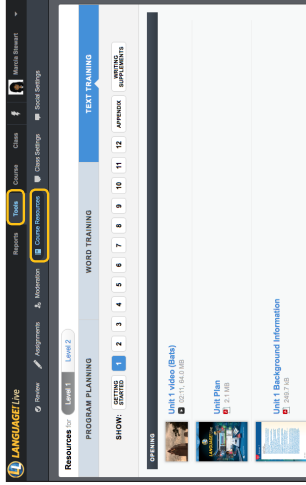 LANGUAGE! Live
Reports Tools Course Class Marcia Stewart
Review Assignments Moderation Course Resources Class Settings Social Settings
Resources for Level 1 Level 2
PROGRAM PLANNING WORD TRAINING TEXT TRAINING
SHOW: GETTING STARTED 1 2 3 4 5 6 7 8 9 10 11 12 APPENDIX WRITING SUPPLEMENTS
OPENING
Unit 1 video (Bats)
02:11, 64.0 MB
Unit Plan
2.1 MB
Unit 1 Background Information
249.7 kB